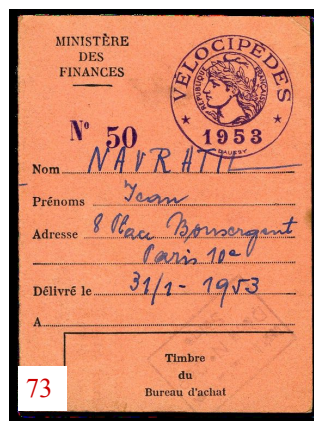 MINISTÈRE
DES
FINANCES
VÉLOCIPÈDES
RÉPUBLIQUE FRANÇAISE
1953
DAUSSY
N° 50
Nom NAVRATIL
Prénoms Jean
Adresse 8 Place Bonsergent
Paris 10e
Délivré le 31/1-1953
A
Timbre
du
Bureau d'achat
73